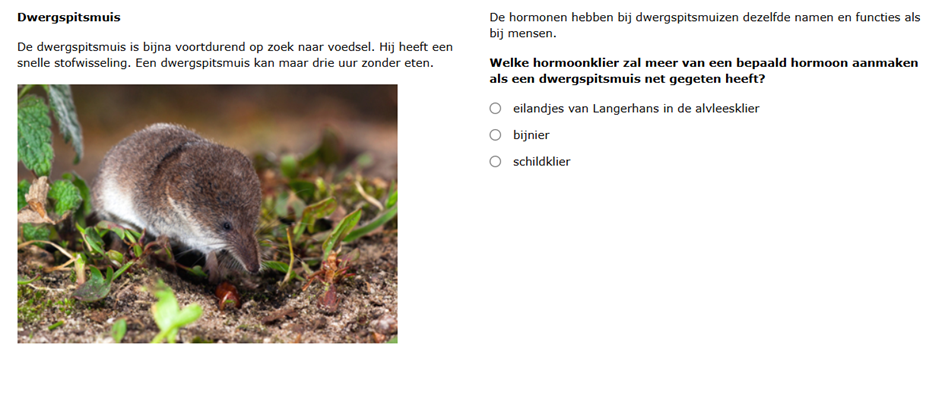 Dwergspitsmuis
De dwergspitsmuis is bijna voortdurend op zoek naar voedsel. Hij heeft een
snelle stofwisseling. Een dwergspitsmuis kan maar drie uur zonder eten.
De hormonen hebben bij dwergspitsmuizen dezelfde namen en functies als
bij mensen.
Welke hormoonklier zal meer van een bepaald hormoon aanmaken
als een dwergspitsmuis net gegeten heeft?
eilandjes van Langerhans in de alvleesklier
bijnier
schildklier